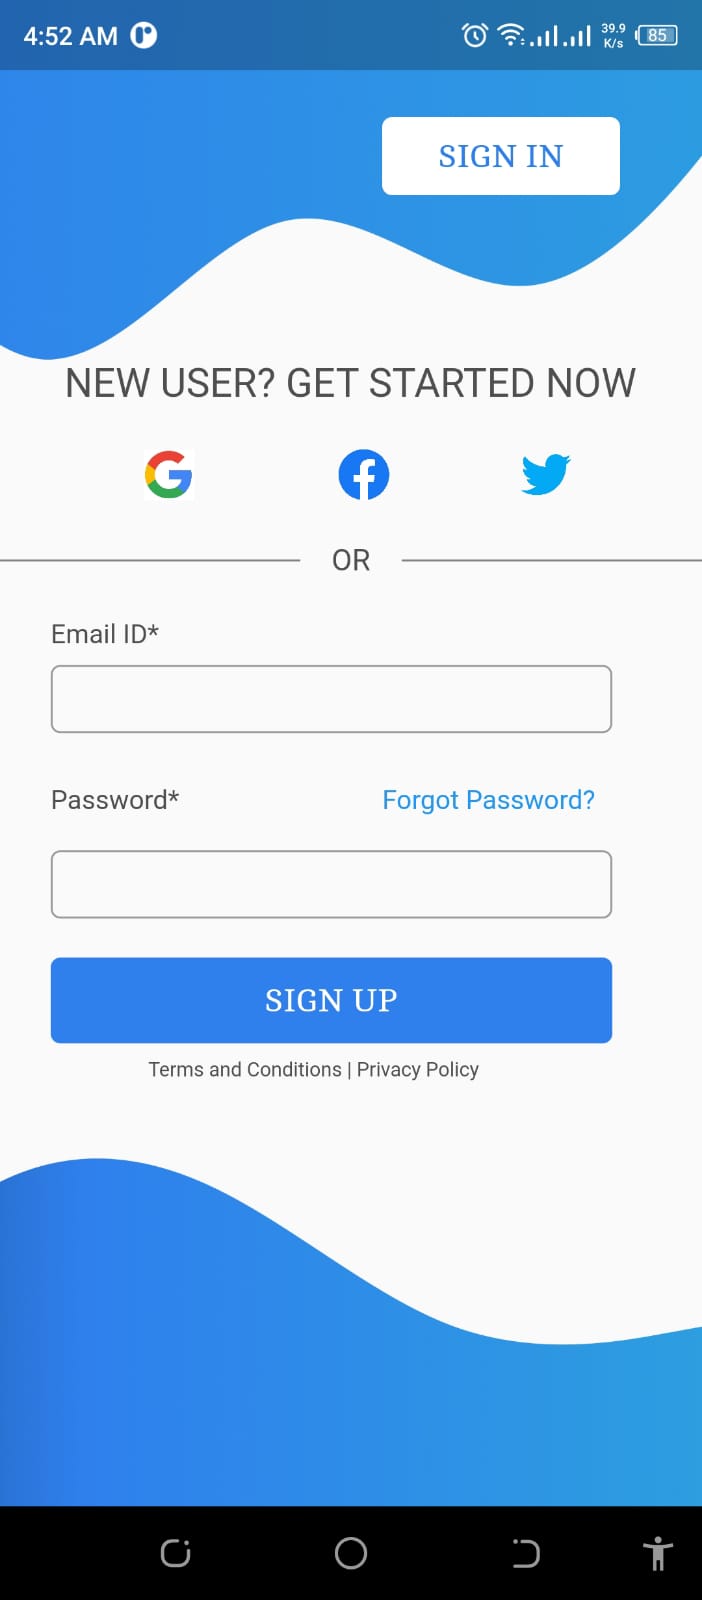 4:52 AM 39.9 K/s 85
SIGN IN
NEW USER? GET STARTED NOW
OR
Email ID*
Password* Forgot Password?
SIGN UP
Terms and Conditions | Privacy Policy